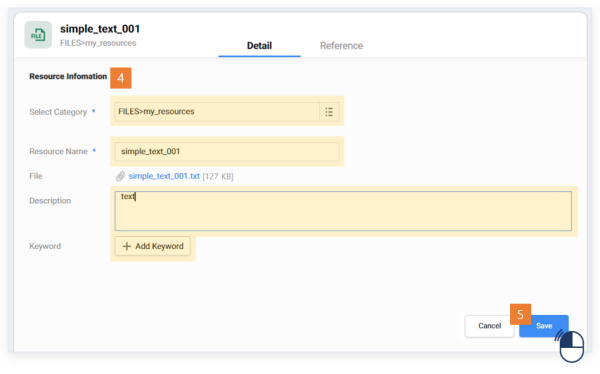 FILE
simple_text_001
FILES>my_resources
Detail Reference
Resource Infomation 4
Select Category * FILES>my_resources
Resource Name * simple_text_001
File simple_text_001.txt [127 KB]
Description text
Keyword + Add Keyword
Cancel 5 Save